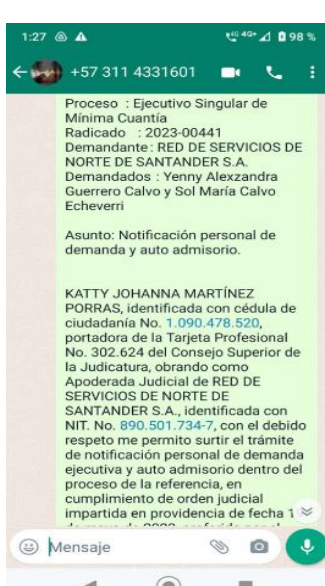 1:27
4G 4G+ 98 %
+57 311 4331601
Proceso : Ejecutivo Singular de
Mínima Cuantía
Radicado : 2023-00441
Demandante: RED DE SERVICIOS DE
NORTE DE SANTANDER S.A.
Demandados : Yenny Alexzandra
Guerrero Calvo y Sol María Calvo
Echeverri
Asunto: Notificación personal de
demanda y auto admisorio.
KATTY JOHANNA MARTÍNEZ
PORRAS, identificada con cédula de
ciudadanía No. 1.090.478.520,
portadora de la Tarjeta Profesional
No. 302.624 del Consejo Superior de
la Judicatura, obrando como
Apoderada Judicial de RED DE
SERVICIOS DE NORTE DE
SANTANDER S.A., identificada con
NIT. No. 890.501.734-7, con el debido
respeto me permito surtir el trámite
de notificación personal de demanda
ejecutiva y auto admisorio dentro del
proceso de la referencia, en
cumplimiento de orden judicial
impartida en providencia de fecha
Mensaje